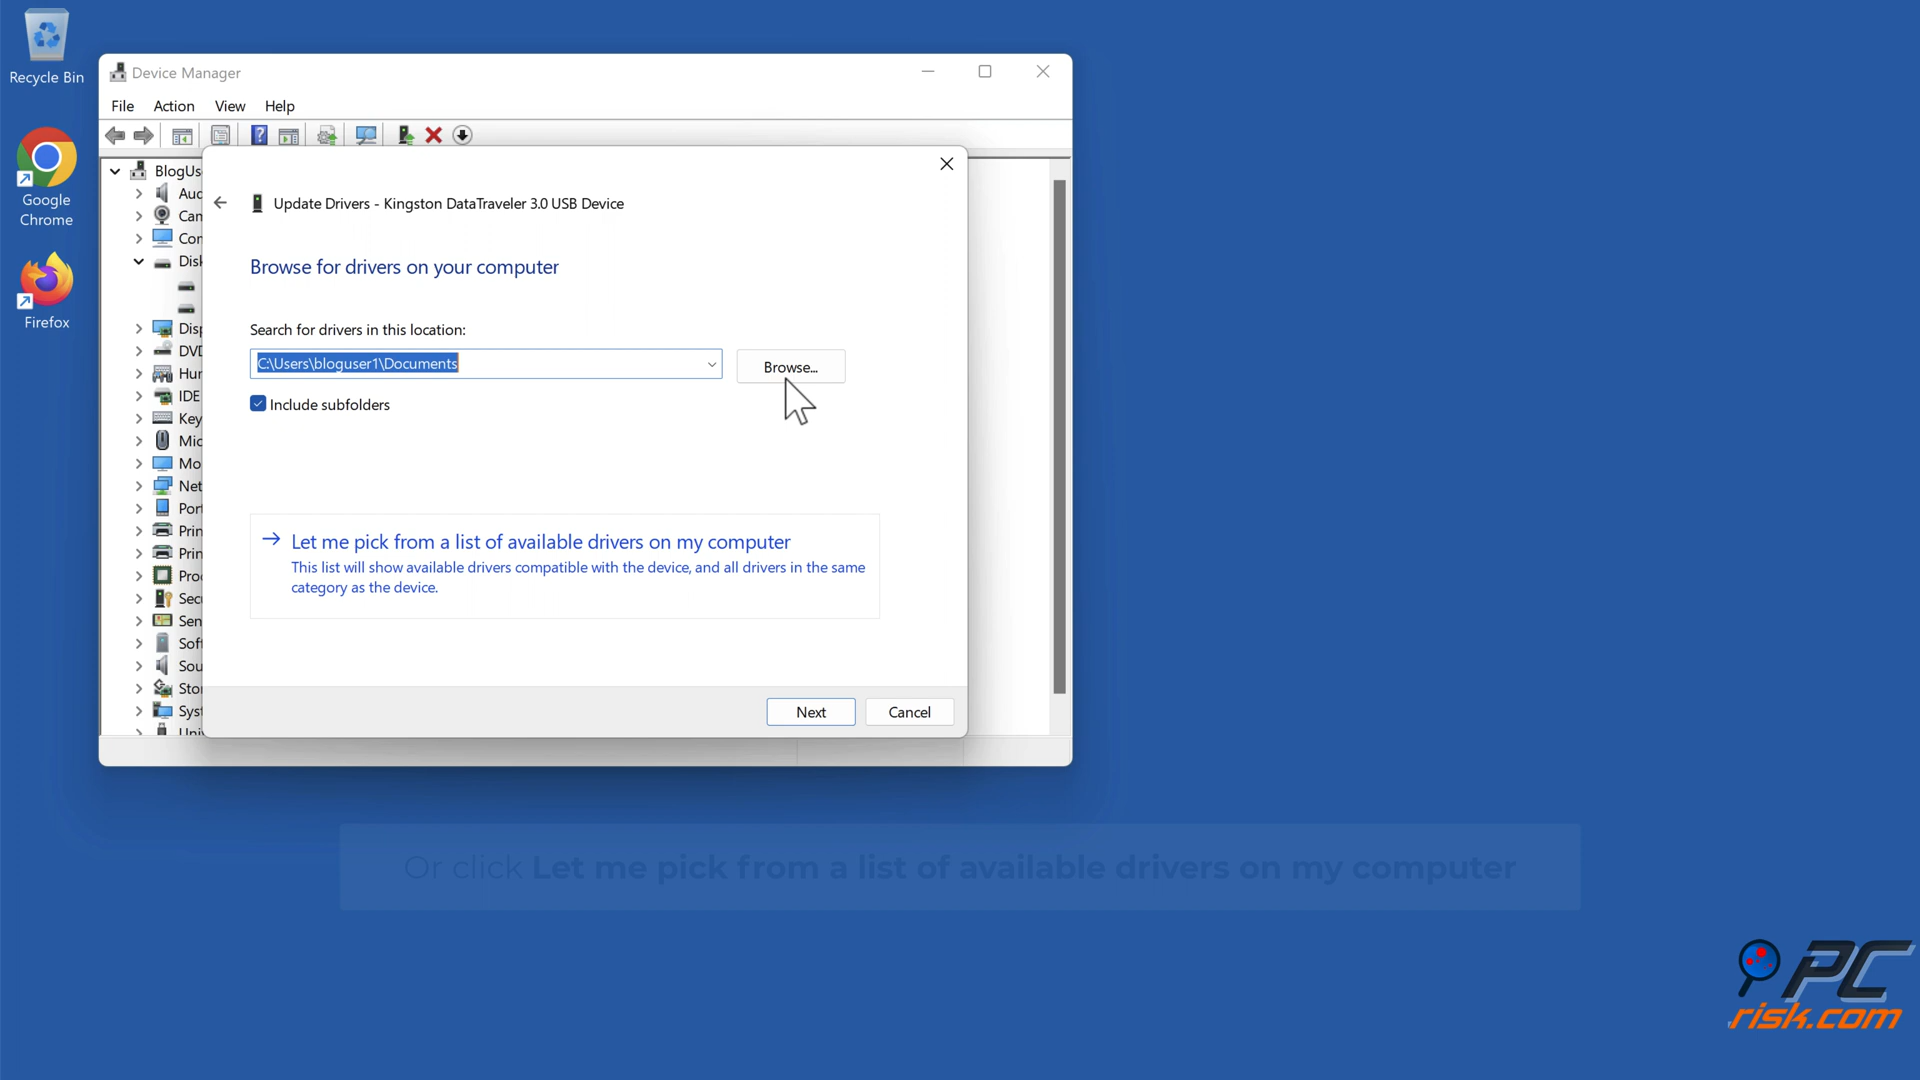 Recycle Bin
Google
Chrome
Firefox
Device Manager
File Action View Help
BlogUs
Aud
Can
Con
Disk
Disp
DVD
Hur
IDE
Key
Mic
Mo
Net
Port
Prin
Prin
Proc
Secu
Sen
Soft
Sou
Stor
Syst
Univ
Update Drivers - Kingston DataTraveler 3.0 USB Device
Browse for drivers on your computer
Search for drivers in this location:
C:\Users\bloguser1\Documents
Browse...
Include subfolders
Let me pick from a list of available drivers on my computer
This list will show available drivers compatible with the device, and all drivers in the same
category as the device.
Next Cancel
Or click Let me pick from a list of available drivers on my computer
PC
risk.com